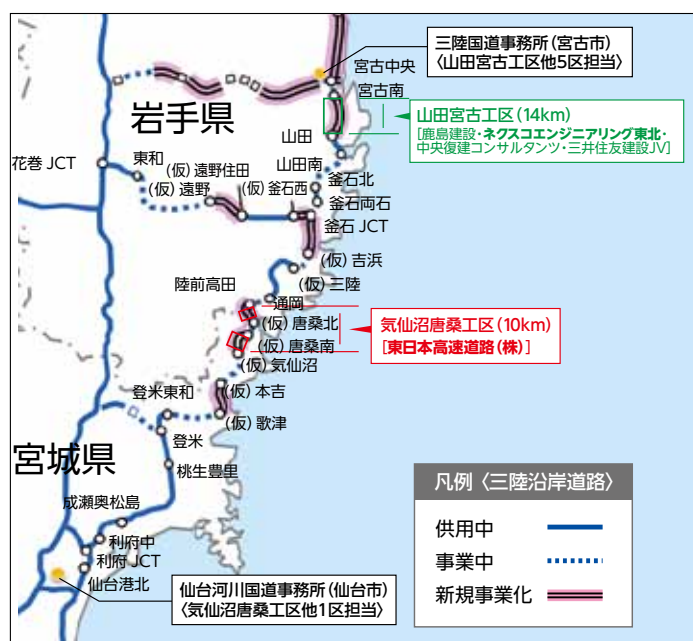 三陸国道事務所（宮古市）
〈山田宮古工区他5区担当〉
宮古中央
宮古南
岩手県
山田宮古工区（14km）
[鹿島建設・ネクスコエンジニアリング東北・
中央復建コンサルタンツ・三井住友建設JV]
山田
山田南
花巻JCT
東和
(仮)遠野住田
(仮)遠野
(仮)釜石西
釜石北
釜石両石
釜石JCT
(仮)吉浜
(仮)三陸
陸前高田
通岡
(仮)唐桑北
(仮)唐桑南
(仮)気仙沼
気仙沼唐桑工区（10km）
[東日本高速道路（株）]
登米東和
(仮)本吉
(仮)歌津
登米
宮城県
桃生豊里
成瀬奥松島
利府中
利府JCT
仙台港北
仙台河川国道事務所（仙台市）
〈気仙沼唐桑工区他1区担当〉
凡例〈三陸沿岸道路〉
供用中
事業中
新規事業化